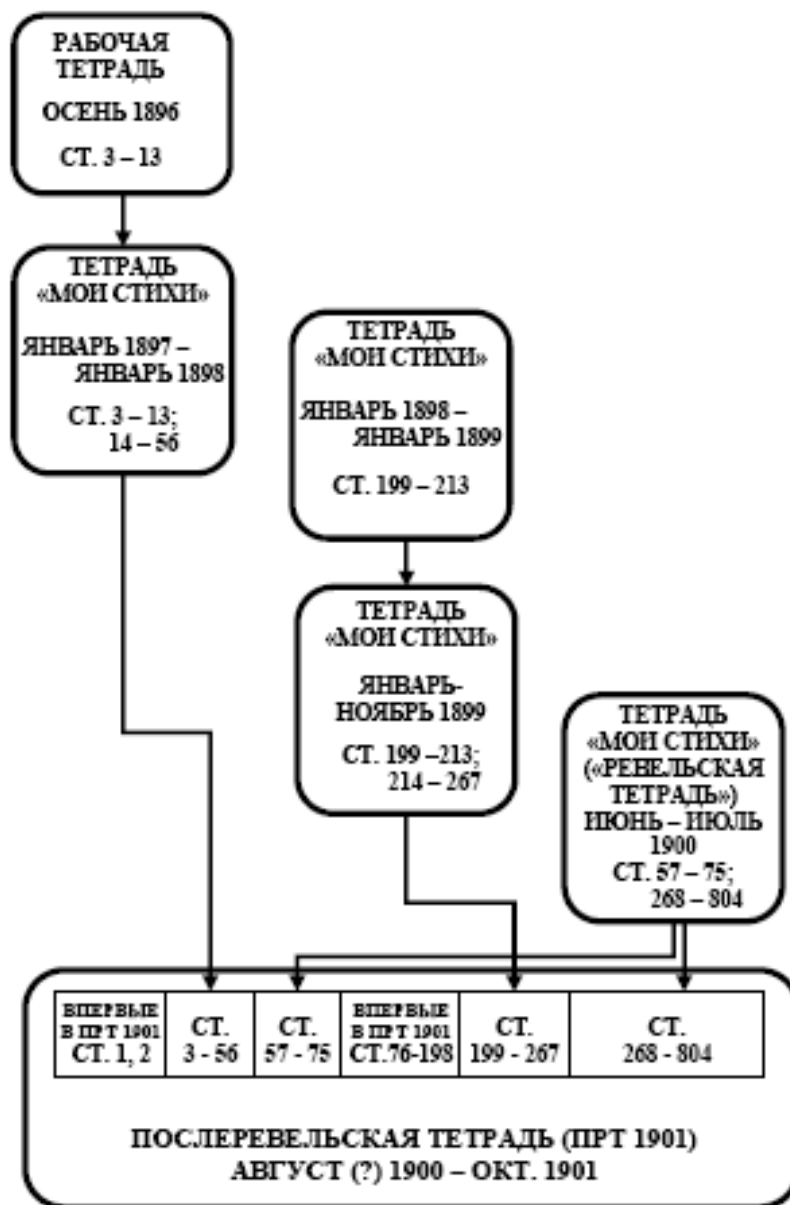 РАБОЧАЯ
ТЕТРАДЬ
ОСЕНЬ 1896
СТ. 3 – 13
ТЕТРАДЬ
«МОИ СТИХИ»
ЯНВАРЬ 1897 –
ЯНВАРЬ 1898
СТ. 3 – 13;
14 – 56
ТЕТРАДЬ
«МОИ СТИХИ»
ЯНВАРЬ 1898 –
ЯНВАРЬ 1899
СТ. 199 – 213
ТЕТРАДЬ
«МОИ СТИХИ»
ЯНВАРЬ-
НОЯБРЬ 1899
СТ. 199 –213;
214 – 267
ТЕТРАДЬ
«МОИ СТИХИ»
(«РЕВЕЛЬСКАЯ
ТЕТРАДЬ»)
ИЮНЬ – ИЮЛЬ
1900
СТ. 57 – 75;
268 – 804
ВПЕРВЫЕ
В ПРТ 1901
СТ. 1, 2
СТ.
3 - 56
СТ.
57 - 75
ВПЕРВЫЕ
В ПРТ 1901
СТ.76-198
СТ.
199 - 267
СТ.
268 - 804
ПОСЛЕРЕВЕЛЬСКАЯ ТЕТРАДЬ (ПРТ 1901)
АВГУСТ (?) 1900 – ОКТ. 1901